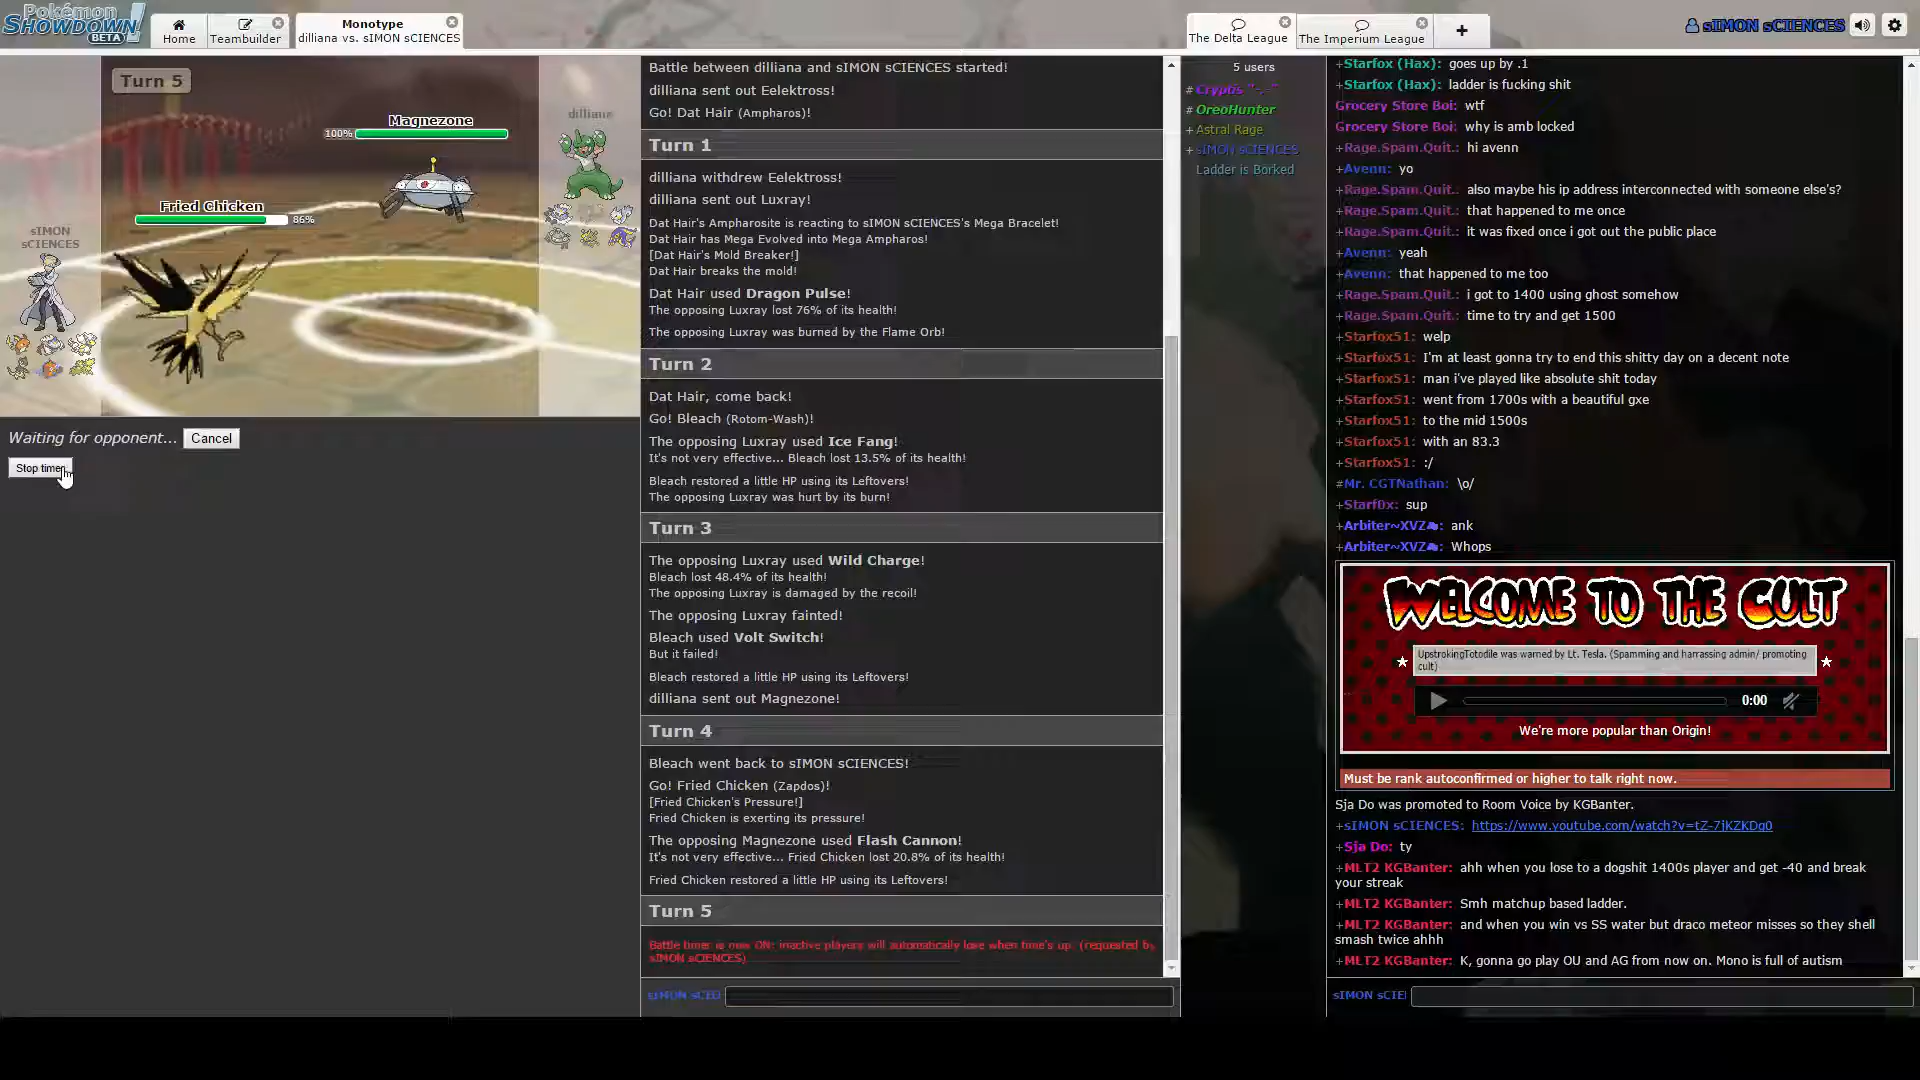 Pokémon
SHOWDOWN!
BETA
Home
Teambuilder
Monotype
dilliana vs. sIMON sCIENCES
The Delta League
The Imperium League
+
sIMON sCIENCES
Turn 5
Magnezone
100%
Fried Chicken
86%
dilliana
sIMON
sCIENCES
Waiting for opponent...
Cancel
Stop timer
Battle between dilliana and sIMON sCIENCES started!
dilliana sent out Eelektross!
Go! Dat Hair (Ampharos)!
Turn 1
dilliana withdrew Eelektross!
dilliana sent out Luxray!
Dat Hair's Ampharosite is reacting to sIMON sCIENCES's Mega Bracelet!
Dat Hair has Mega Evolved into Mega Ampharos!
[Dat Hair's Mold Breaker!]
Dat Hair breaks the mold!
Dat Hair used Dragon Pulse!
The opposing Luxray lost 76% of its health!
The opposing Luxray was burned by the Flame Orb!
Turn 2
Dat Hair, come back!
Go! Bleach (Rotom-Wash)!
The opposing Luxray used Ice Fang!
It's not very effective... Bleach lost 13.5% of its health!
Bleach restored a little HP using its Leftovers!
The opposing Luxray was hurt by its burn!
Turn 3
The opposing Luxray used Wild Charge!
Bleach lost 48.4% of its health!
The opposing Luxray is damaged by the recoil!
The opposing Luxray fainted!
Bleach used Volt Switch!
But it failed!
Bleach restored a little HP using its Leftovers!
dilliana sent out Magnezone!
Turn 4
Bleach went back to sIMON sCIENCES!
Go! Fried Chicken (Zapdos)!
[Fried Chicken's Pressure!]
Fried Chicken is exerting its pressure!
The opposing Magnezone used Flash Cannon!
It's not very effective... Fried Chicken lost 20.8% of its health!
Fried Chicken restored a little HP using its Leftovers!
Turn 5
Battle timer is now ON: inactive players will automatically lose when time's up. (requested by
sIMON sCIENCES)
sIMON sCIE
5 users
# Cryptis "-.-"
# OreoHunter
+ Astral Rage
+ sIMON sCIENCES
Ladder is Borked
+Starfox (Hax): goes up by .1
+Starfox (Hax): ladder is fucking shit
Grocery Store Boi: wtf
Grocery Store Boi: why is amb locked
+Rage.Spam.Quit.: hi avenn
+Avenn: yo
+Rage.Spam.Quit.: also maybe his ip address interconnected with someone else's?
+Rage.Spam.Quit.: that happened to me once
+Rage.Spam.Quit.: it was fixed once i got out the public place
+Avenn: yeah
+Avenn: that happened to me too
+Rage.Spam.Quit.: i got to 1400 using ghost somehow
+Rage.Spam.Quit.: time to try and get 1500
+Starfox51: welp
+Starfox51: I'm at least gonna try to end this shitty day on a decent note
+Starfox51: man i've played like absolute shit today
+Starfox51: went from 1700s with a beautiful gxe
+Starfox51: to the mid 1500s
+Starfox51: with an 83.3
+Starfox51: :/
#Mr. CGTNathan: \o/
+Starf0x: sup
+Arbiter~XVZ: ank
+Arbiter~XVZ: Whops
WELCOME TO THE CULT
UpstrokingTotodile was warned by Lt. Tesla. (Spamming and harrassing admin/ promoting
cult)
0:00
We're more popular than Origin!
Must be rank autoconfirmed or higher to talk right now.
Sja Do was promoted to Room Voice by KGBanter.
+sIMON sCIENCES: https://www.youtube.com/watch?v=tZ-7jKZKDg0
+Sja Do: ty
+MLT2 KGBanter: ahh when you lose to a dogshit 1400s player and get -40 and break
your streak
+MLT2 KGBanter: Smh matchup based ladder.
+MLT2 KGBanter: and when you win vs SS water but draco meteor misses so they shell
smash twice ahhh
+MLT2 KGBanter: K, gonna go play OU and AG from now on. Mono is full of autism
sIMON sCIE